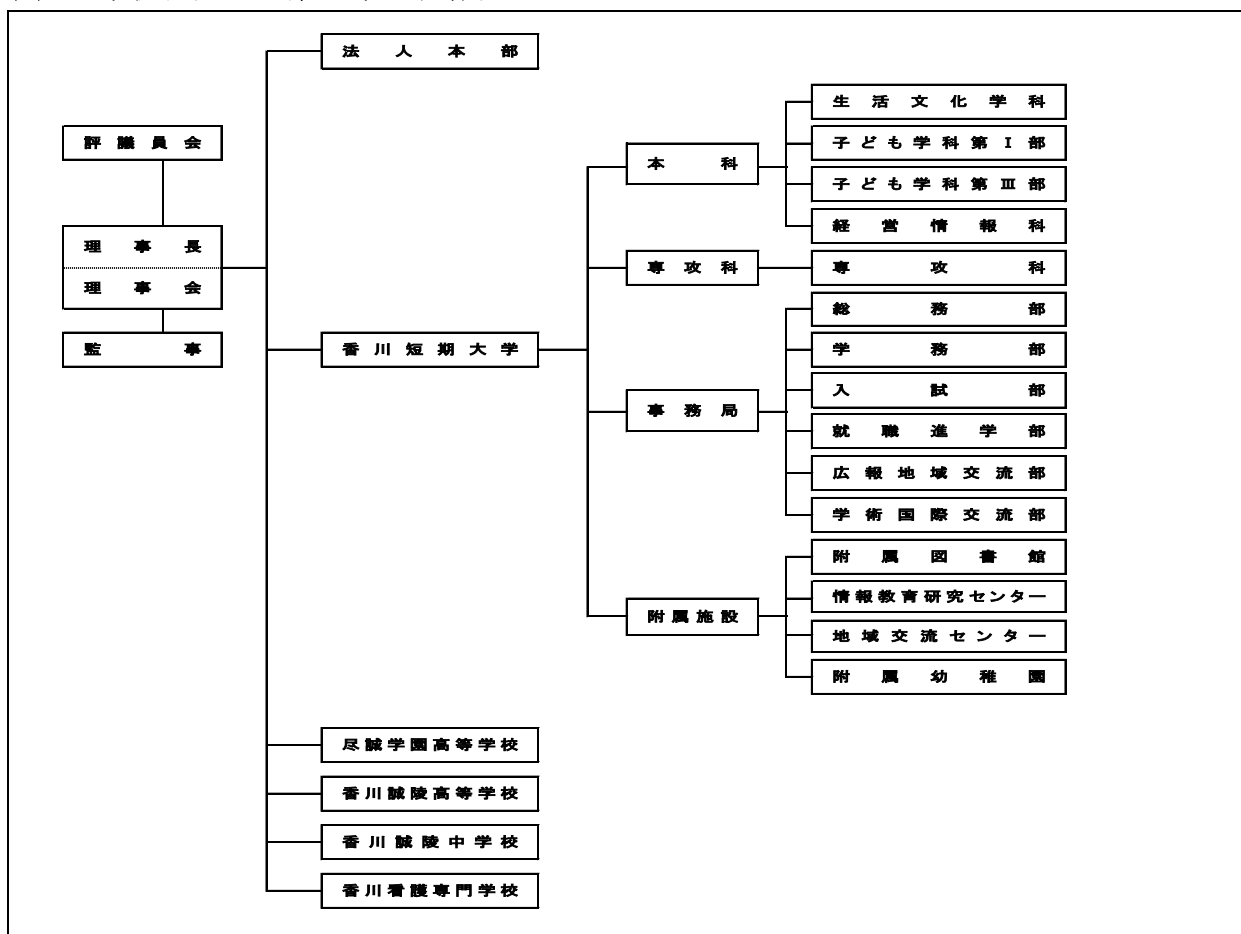 法人本部
評議員会
理事長
理事会
監事
香川短期大学
本科
生活文化学科
子ども学科第Ⅰ部
子ども学科第Ⅲ部
経営情報科
専攻科
専攻科
事務局
総務部
学務部
入試部
就職進学部
広報地域交流部
学術国際交流部
附属施設
附属図書館
情報教育研究センター
地域交流センター
附属幼稚園
尽誠学園高等学校
香川誠陵高等学校
香川誠陵中学校
香川看護専門学校